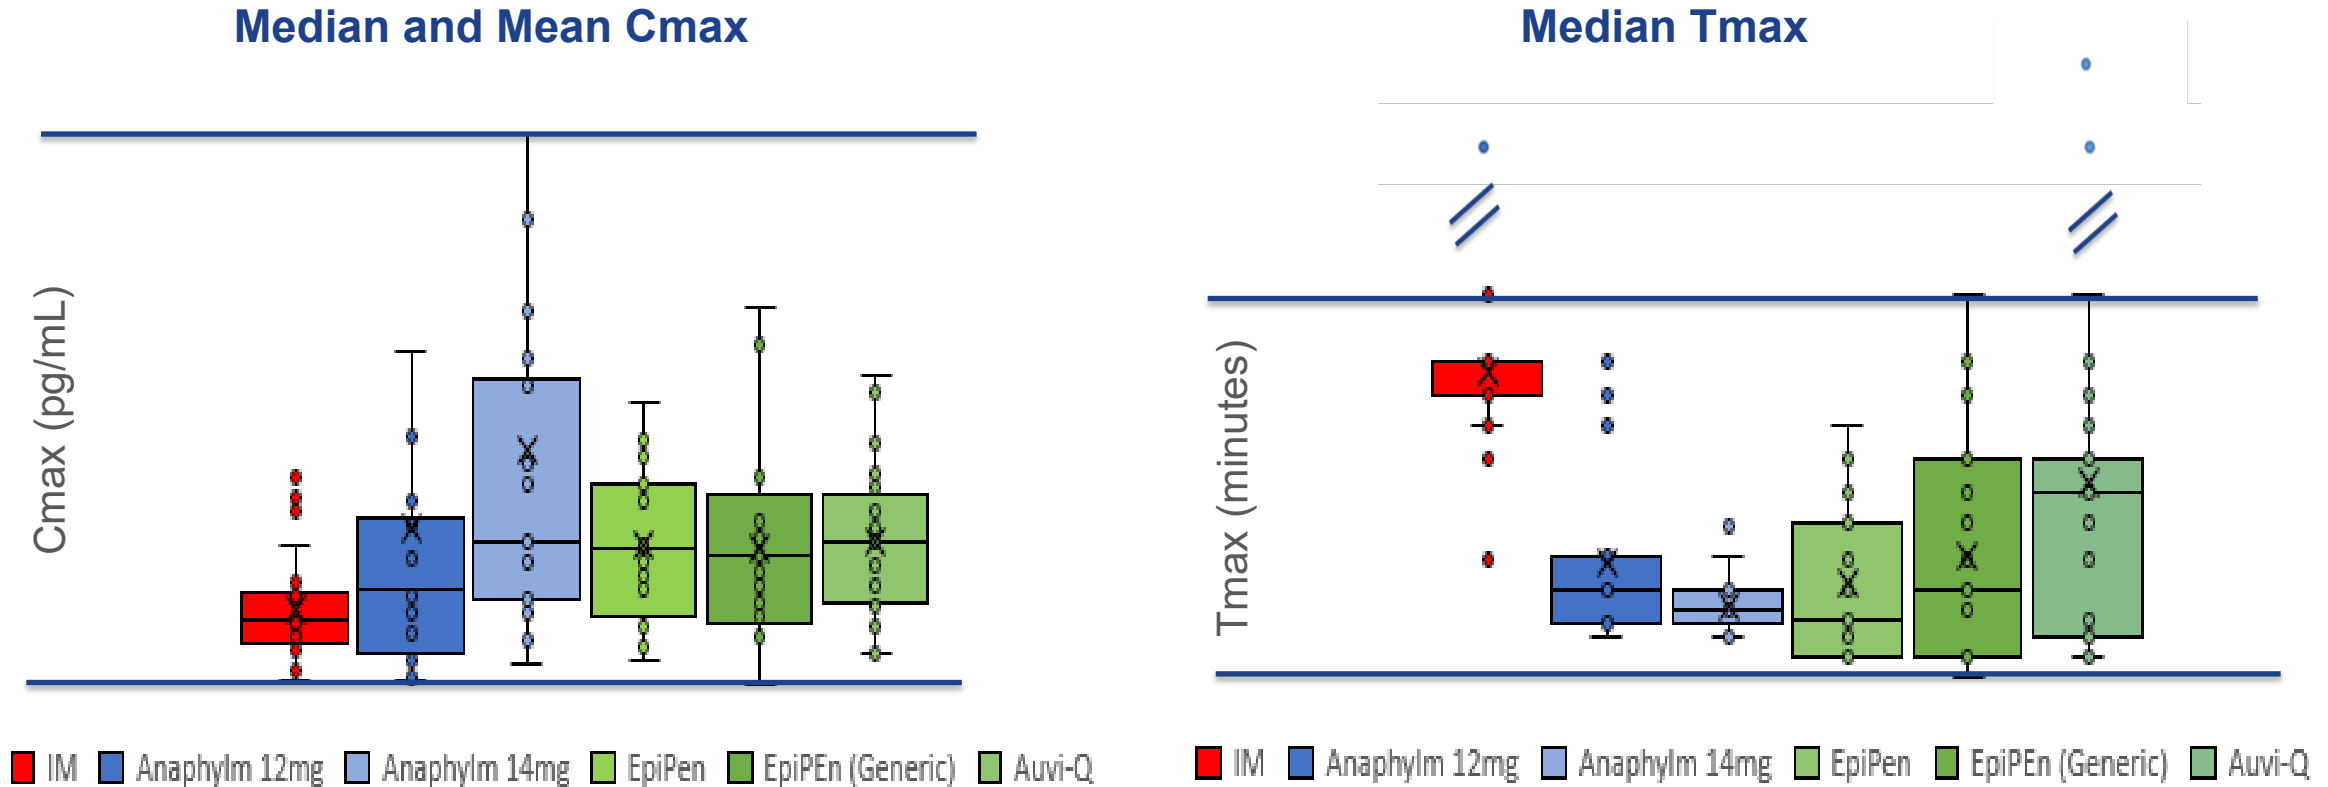 Median and Mean Cmax
Cmax (pg/mL)
IM Anaphylm 12mg Anaphylm 14mg EpiPen EpiPEn (Generic) Auvi-Q
Median Tmax
Tmax (minutes)
IM Anaphylm 12mg Anaphylm 14mg EpiPen EpiPEn (Generic) Auvi-Q